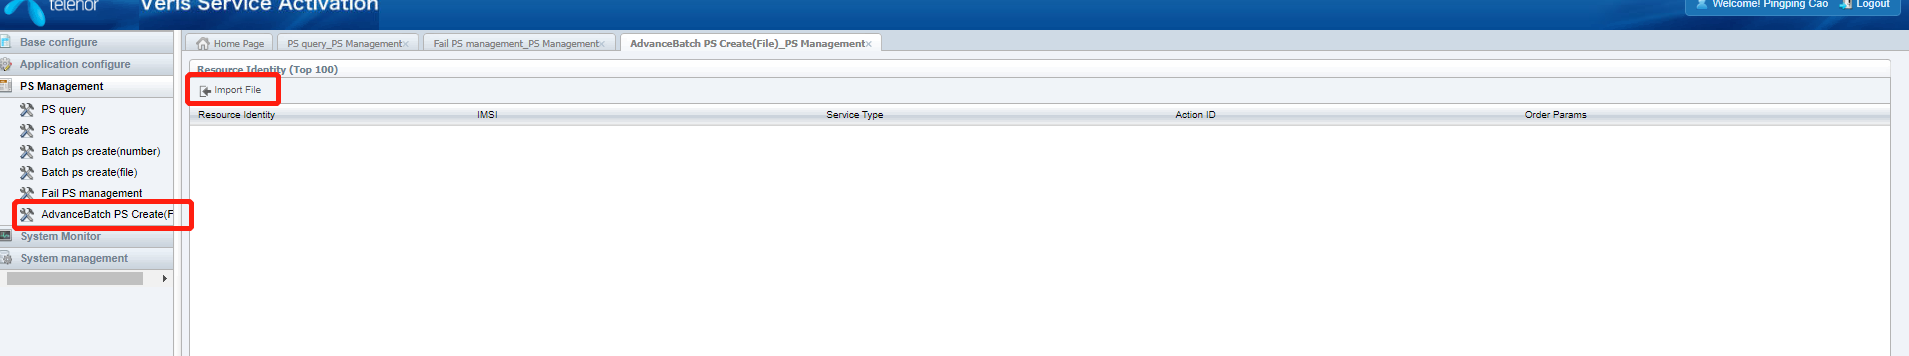 telenor
Veris Service Activation
Welcome! Pingping Cao
Logout
Base configure
Application configure
PS Management
PS query
PS create
Batch ps create(number)
Batch ps create(file)
Fail PS management
AdvanceBatch PS Create(F
System Monitor
System management
Home Page
PS query_PS Management×
Fail PS management_PS Management×
AdvanceBatch PS Create(File)_PS Management×
Resource Identity (Top 100)
Import File
Resource Identity IMSI Service Type Action ID Order Params